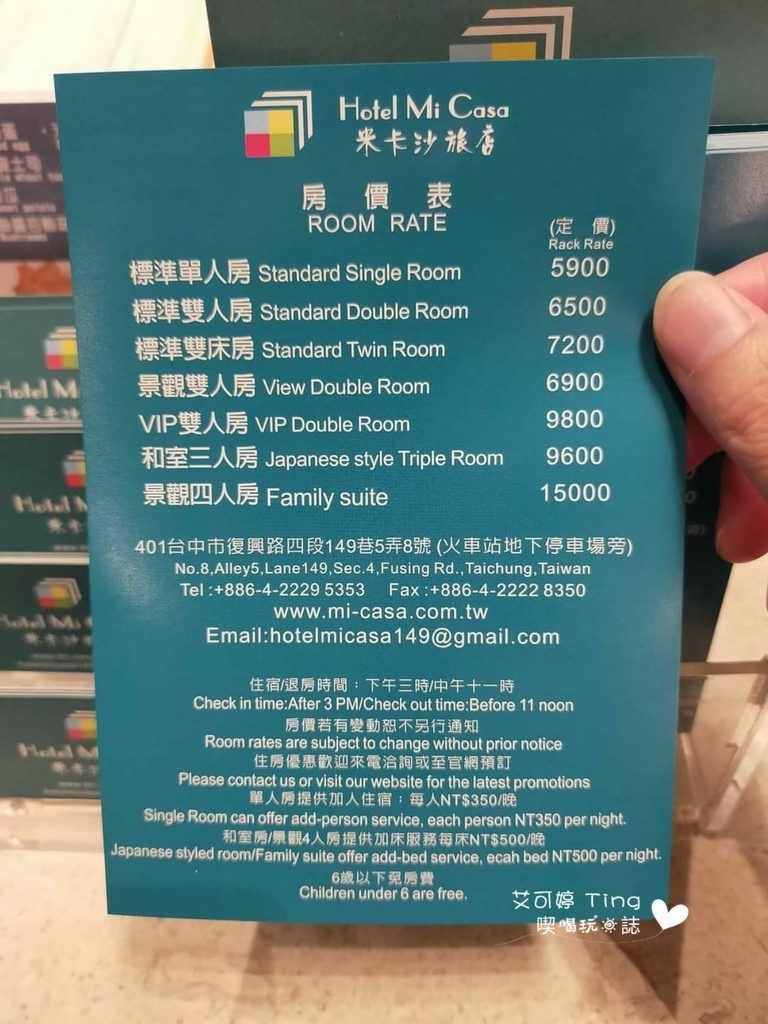 Hotel Mi Casa
米卡沙旅店
房價表
ROOM RATE
(定價)
Rack Rate
標準單人房 Standard Single Room 5900
標準雙人房 Standard Double Room 6500
標準雙床房 Standard Twin Room 7200
景觀雙人房 View Double Room 6900
VIP雙人房 VIP Double Room 9800
和室三人房 Japanese style Triple Room 9600
景觀四人房 Family suite 15000
401台中市復興路四段149巷5弄8號 (火車站地下停車場旁)
No.8,Alley5,Lane149,Sec.4,Fusing Rd.,Taichung,Taiwan
Tel :+886-4-2229 5353 Fax :+886-4-2222 8350
www.mi-casa.com.tw
Email:hotelmicasa149@gmail.com
住宿/退房時間：下午三時/中午十一時
Check in time:After 3 PM/Check out time:Before 11 noon
房價若有變動恕不另行通知
Room rates are subject to change without prior notice
住房優惠歡迎來電洽詢或至官網預訂
Please contact us or visit our website for the latest promotions
單人房提供加人住宿：每人NT$350/晚
Single Room can offer add-person service, each person NT350 per night.
和室房/景觀4人房提供加床服務每床NT$500/晚
Japanese styled room/Family suite offer add-bed service, ecah bed NT500 per night.
6歲以下免房費
Children under 6 are free.
艾可婷 Ting
喫喝玩樂誌